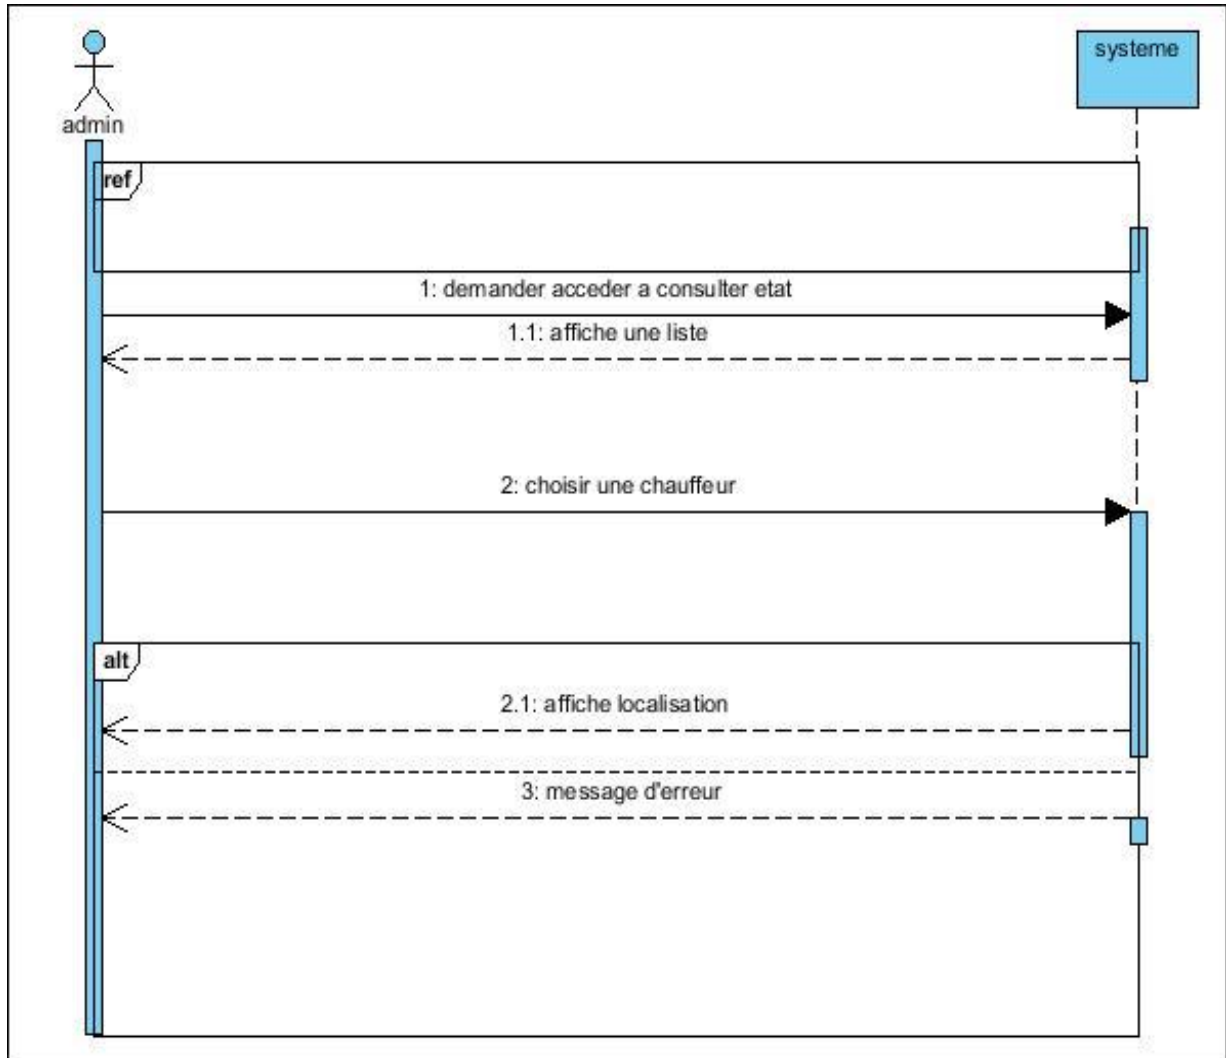 systeme
admin
ref
1: demander acceder a consulter etat
1.1: affiche une liste
2: choisir une chauffeur
alt
2.1: affiche localisation
3: message d'erreur